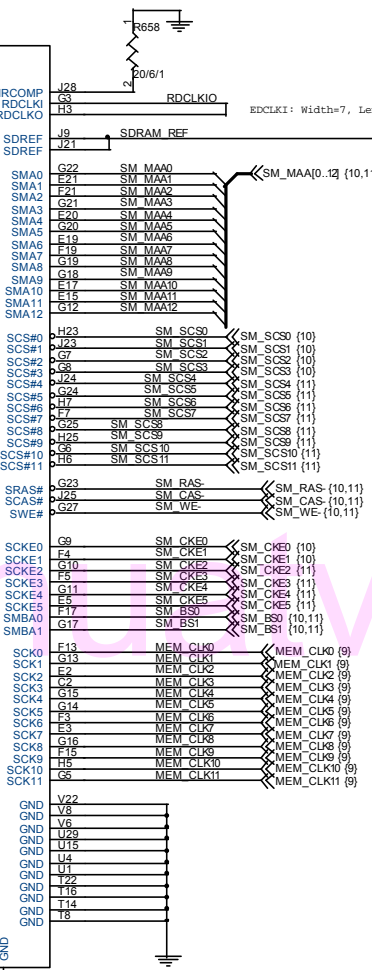 1
R658
20/6/1
2
RCOMP J28
RDCLKI G3 RDCLKIO
RDCLKO H3 EDCLKI: Width=7, Le
SDREF J9 SDRAM_REF
SDREF J21
SMA0 G22 SM_MAA0 SM_MAA[0..12] {10,11
SMA1 E21 SM_MAA1
SMA2 F21 SM_MAA2
SMA3 G21 SM_MAA3
SMA4 E20 SM_MAA4
SMA5 G20 SM_MAA5
SMA6 E19 SM_MAA6
SMA7 F19 SM_MAA7
SMA8 G19 SM_MAA8
SMA9 G18 SM_MAA9
SMA10 E17 SM_MAA10
SMA11 E15 SM_MAA11
SMA12 G12 SM_MAA12
SCS#0 H23 SM_SCS0 SM_SCS0 {10}
SCS#1 J23 SM_SCS1 SM_SCS1 {10}
SCS#2 G7 SM_SCS2 SM_SCS2 {10}
SCS#3 G8 SM_SCS3 SM_SCS3 {10}
SCS#4 J24 SM_SCS4 SM_SCS4 {11}
SCS#5 G24 SM_SCS5 SM_SCS5 {11}
SCS#6 H7 SM_SCS6 SM_SCS6 {11}
SCS#7 F7 SM_SCS7 SM_SCS7 {11}
SCS#8 G25 SM_SCS8 SM_SCS8 {11}
SCS#9 H25 SM_SCS9 SM_SCS9 {11}
SCS#10 G6 SM_SCS10 SM_SCS10 {11}
SCS#11 H6 SM_SCS11 SM_SCS11 {11}
SRAS# G23 SM_RAS- SM_RAS- {10,11}
SCAS# J25 SM_CAS- SM_CAS- {10,11}
SWE# G27 SM_WE- SM_WE- {10,11}
SCKE0 G9 SM_CKE0 SM_CKE0 {10}
SCKE1 F4 SM_CKE1 SM_CKE1 {10}
SCKE2 G10 SM_CKE2 SM_CKE2 {11}
SCKE3 F5 SM_CKE3 SM_CKE3 {11}
SCKE4 G11 SM_CKE4 SM_CKE4 {11}
SCKE5 E5 SM_CKE5 SM_CKE5 {11}
SMBA0 F17 SM_BS0 SM_BS0 {10,11}
SMBA1 G17 SM_BS1 SM_BS1 {10,11}
SCK0 F13 MEM_CLK0 MEM_CLK0 {9}
SCK1 G13 MEM_CLK1 MEM_CLK1 {9}
SCK2 E2 MEM_CLK2 MEM_CLK2 {9}
SCK3 C2 MEM_CLK3 MEM_CLK3 {9}
SCK4 G15 MEM_CLK4 MEM_CLK4 {9}
SCK5 G14 MEM_CLK5 MEM_CLK5 {9}
SCK6 F3 MEM_CLK6 MEM_CLK6 {9}
SCK7 E3 MEM_CLK7 MEM_CLK7 {9}
SCK8 G16 MEM_CLK8 MEM_CLK8 {9}
SCK9 F15 MEM_CLK9 MEM_CLK9 {9}
SCK10 H5 MEM_CLK10 MEM_CLK10 {9}
SCK11 G5 MEM_CLK11 MEM_CLK11 {9}
GND V22
GND V8
GND V6
GND U29
GND U15
GND U4
GND U1
GND T22
GND T16
GND T14
GND T8
GND